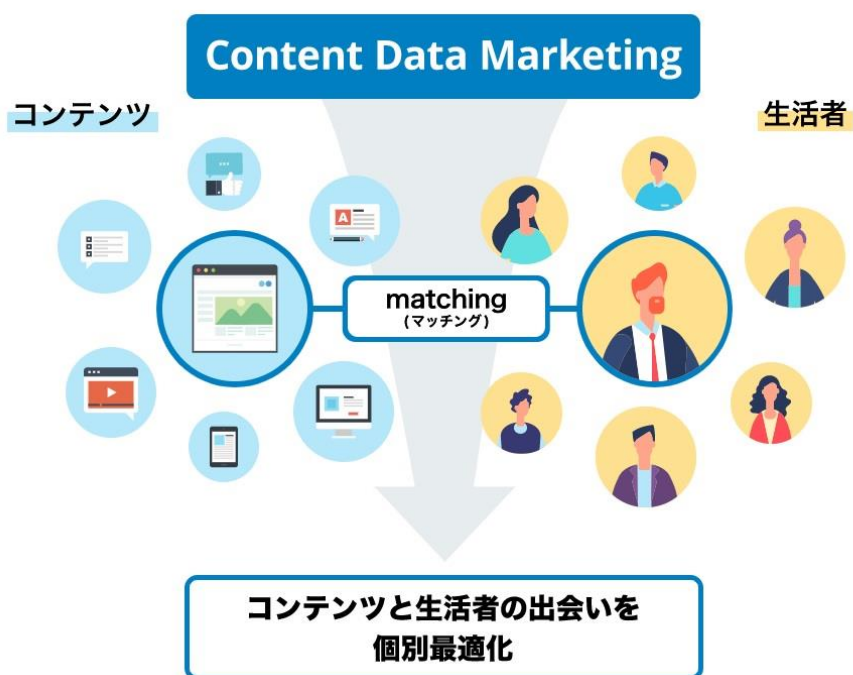 Content Data Marketing
コンテンツ
生活者
A
matching
(マッチング)
コンテンツと生活者の出会いを
個別最適化